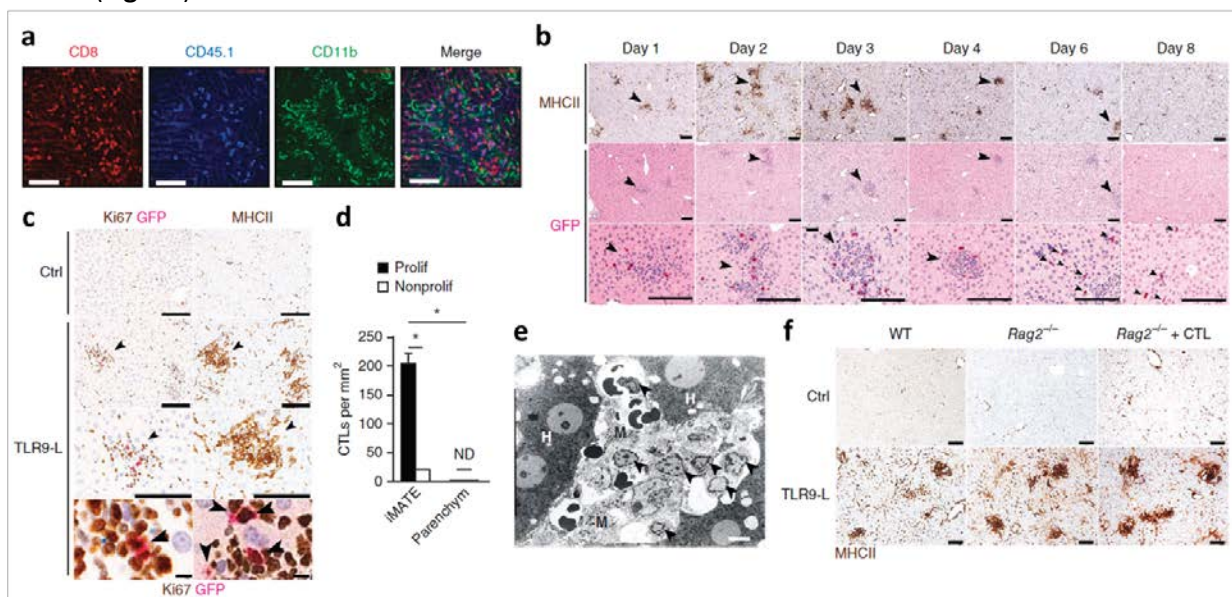 a
CD8 CD45.1 CD11b Merge
b
Day 1 Day 2 Day 3 Day 4 Day 6 Day 8
MHCII
GFP
c
Ki67 GFP MHCII
Ctrl
TLR9-L
Ki67 GFP
d
Prolif
Nonprolif
*
*
250
200
150
100
50
0
CTLs per mm²
ND
iMATE
Parenchym
e
H
H
M
M
f
WT Rag2⁻/⁻ Rag2⁻/⁻ + CTL
Ctrl
TLR9-L
MHCII